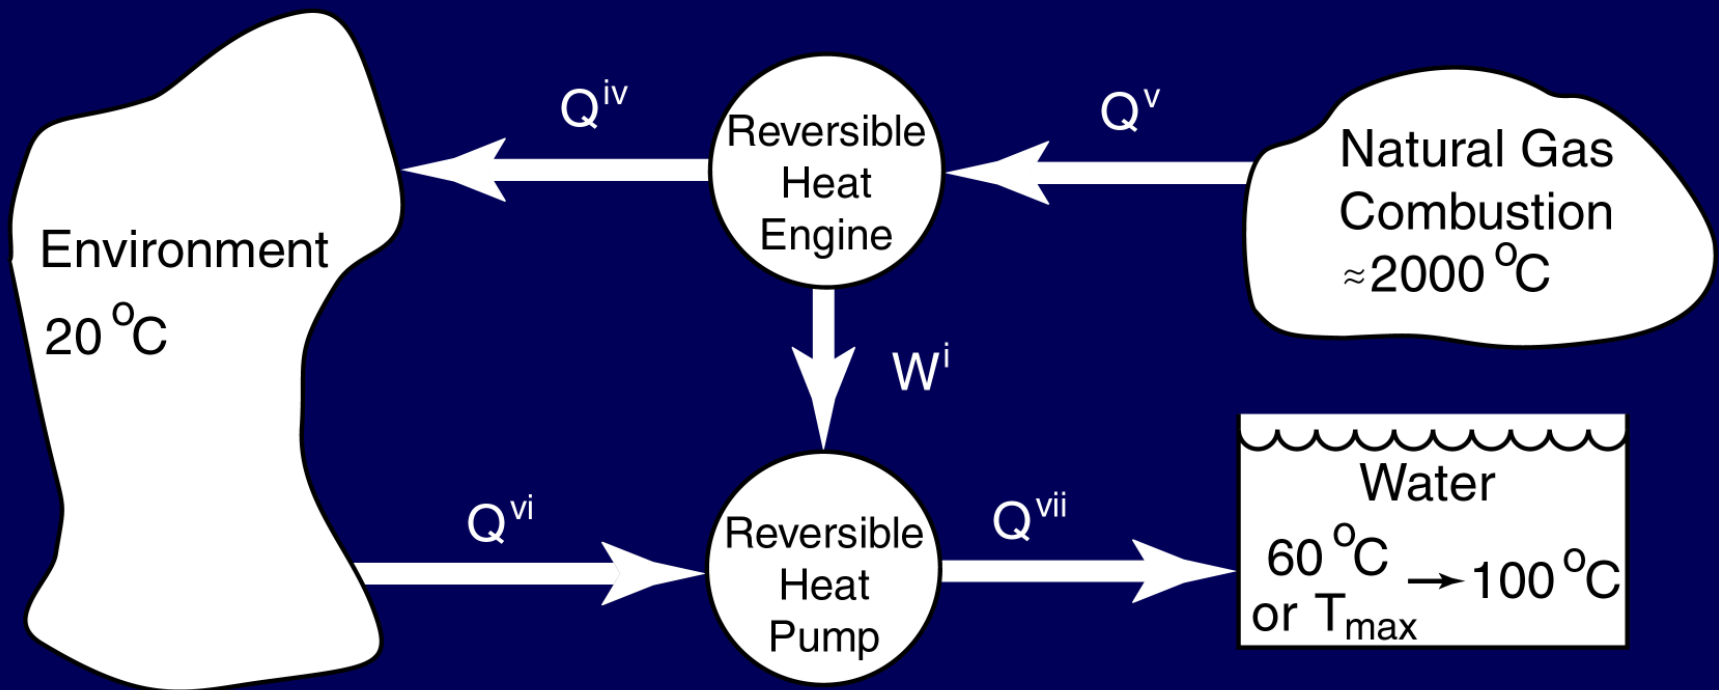 Environment
20 °C
Q^iv
Reversible
Heat
Engine
Q^v
Natural Gas
Combustion
≈2000 °C
W^i
Q^vi
Reversible
Heat
Pump
Q^vii
Water
60 °C
or T_max → 100 °C